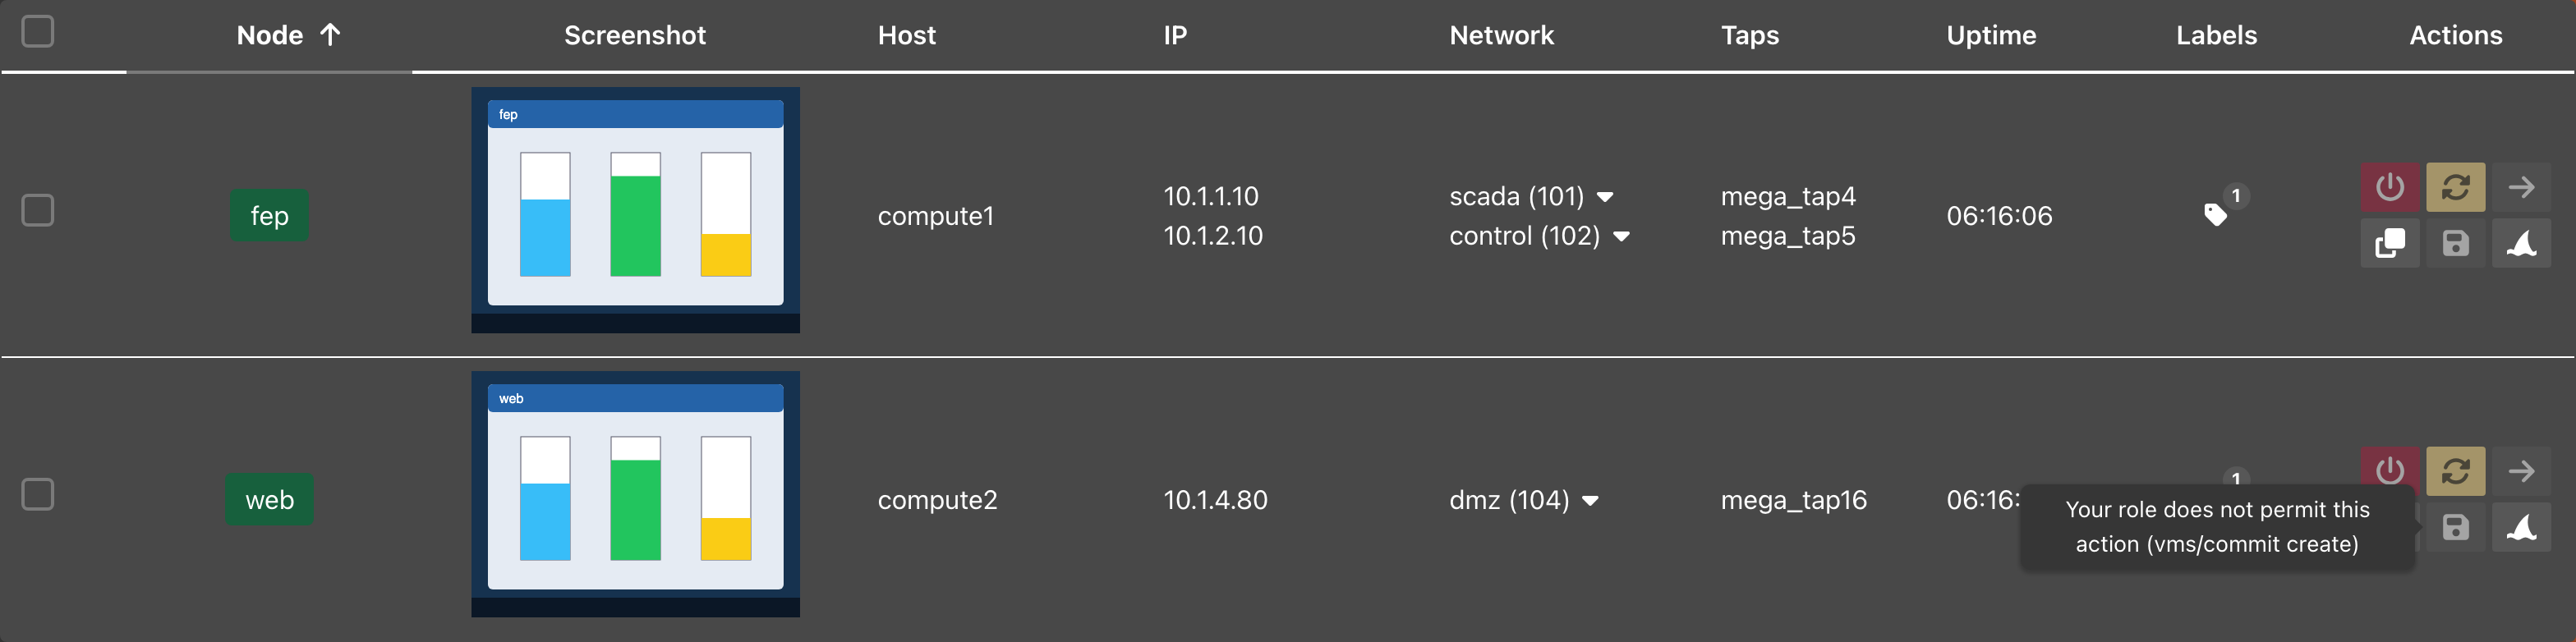 Node Screenshot Host IP Network Taps Uptime Labels Actions
fep
fep
compute1
10.1.1.10
10.1.2.10
scada (101)
control (102)
mega_tap4
mega_tap5
06:16:06
1
web
web
compute2
10.1.4.80
dmz (104)
mega_tap16
06:16:
1
Your role does not permit this
action (vms/commit create)